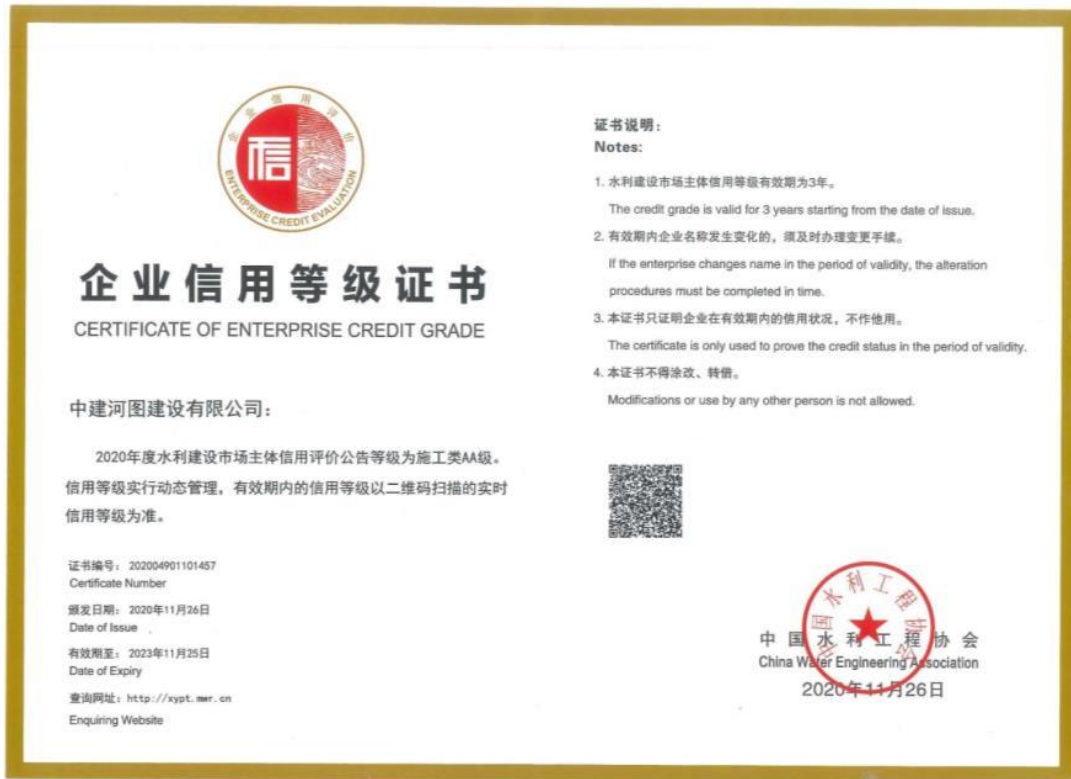 企业信用评价
信
ENTERPRISE CREDIT EVALUATION
企业信用等级证书
CERTIFICATE OF ENTERPRISE CREDIT GRADE
中建河图建设有限公司：
2020年度水利建设市场主体信用评价公告等级为施工类AA级。
信用等级实行动态管理，有效期内的信用等级以二维码扫描的实时
信用等级为准。
证书编号： 202004901101457
Certificate Number
颁发日期： 2020年11月26日
Date of Issue
有效期至： 2023年11月25日
Date of Expiry
查询网址：http://xypt.mwr.cn
Enquiring Website
证书说明：
Notes:
1. 水利建设市场主体信用等级有效期为3年。
The credit grade is valid for 3 years starting from the date of issue.
2. 有效期内企业名称发生变化的，须及时办理变更手续。
If the enterprise changes name in the period of validity, the alteration
procedures must be completed in time.
3. 本证书只证明企业在有效期内的信用状况，不作他用。
The certificate is only used to prove the credit status in the period of validity.
4. 本证书不得涂改、转借。
Modifications or use by any other person is not allowed.
中国水利工程协会
中国水利工程协会
China Water Engineering Association
2020年11月26日